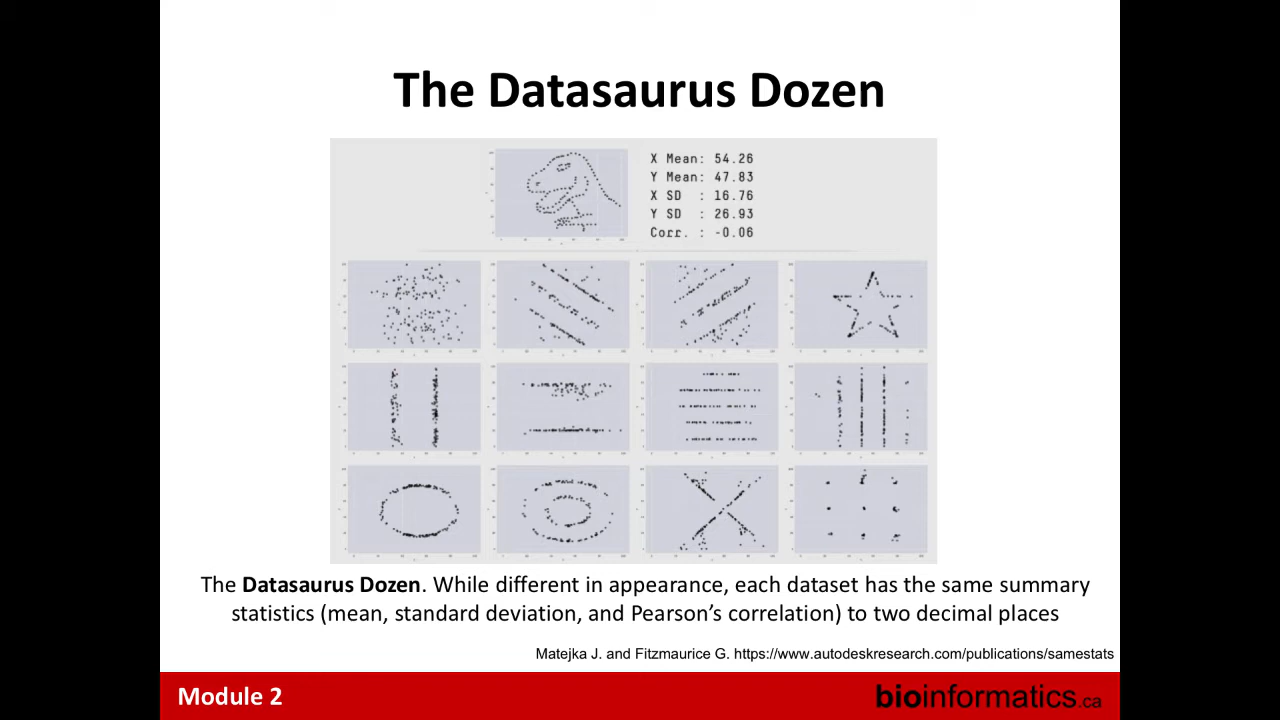 The Datasaurus Dozen
X Mean: 54.26
Y Mean: 47.83
X SD : 16.76
Y SD : 26.93
Corr. : -0.06
The Datasaurus Dozen. While different in appearance, each dataset has the same summary
statistics (mean, standard deviation, and Pearson’s correlation) to two decimal places
Matejka J. and Fitzmaurice G. https://www.autodeskresearch.com/publications/samestats
Module 2
bioinformatics.ca